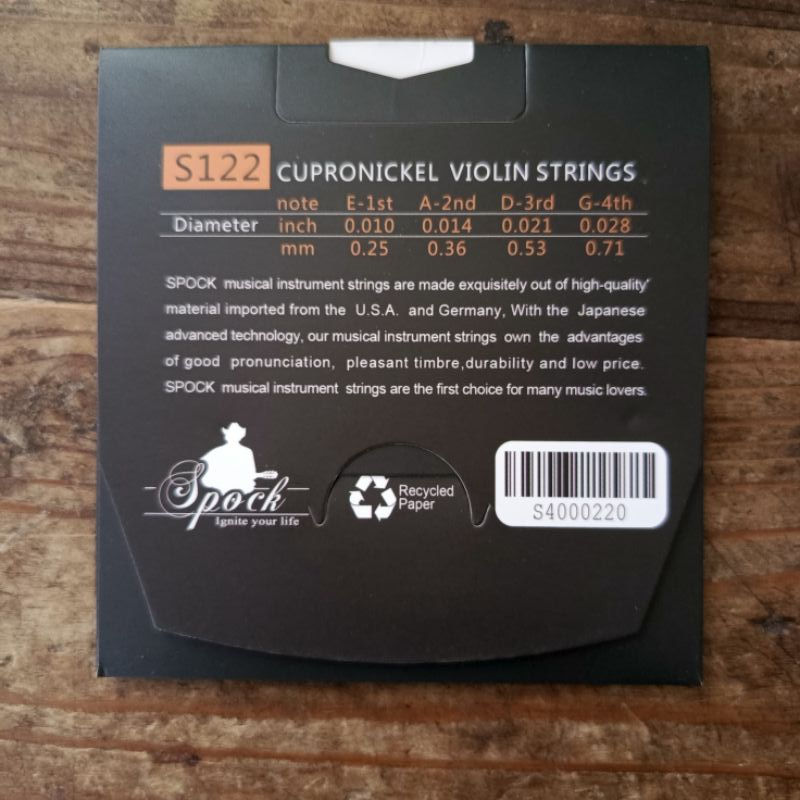 S122 CUPRONICKEL VIOLIN STRINGS
note E-1st A-2nd D-3rd G-4th
Diameter inch 0.010 0.014 0.021 0.028
mm 0.25 0.36 0.53 0.71
SPOCK musical instrument strings are made exquisitely out of high-quality
material imported from the U.S.A. and Germany, With the Japanese
advanced technology, our musical instrument strings own the advantages
of good pronunciation, pleasant timbre,durability and low price.
SPOCK musical instrument strings are the first choice for many music lovers.
Spock
Ignite your life
Recycled
Paper
S4000220